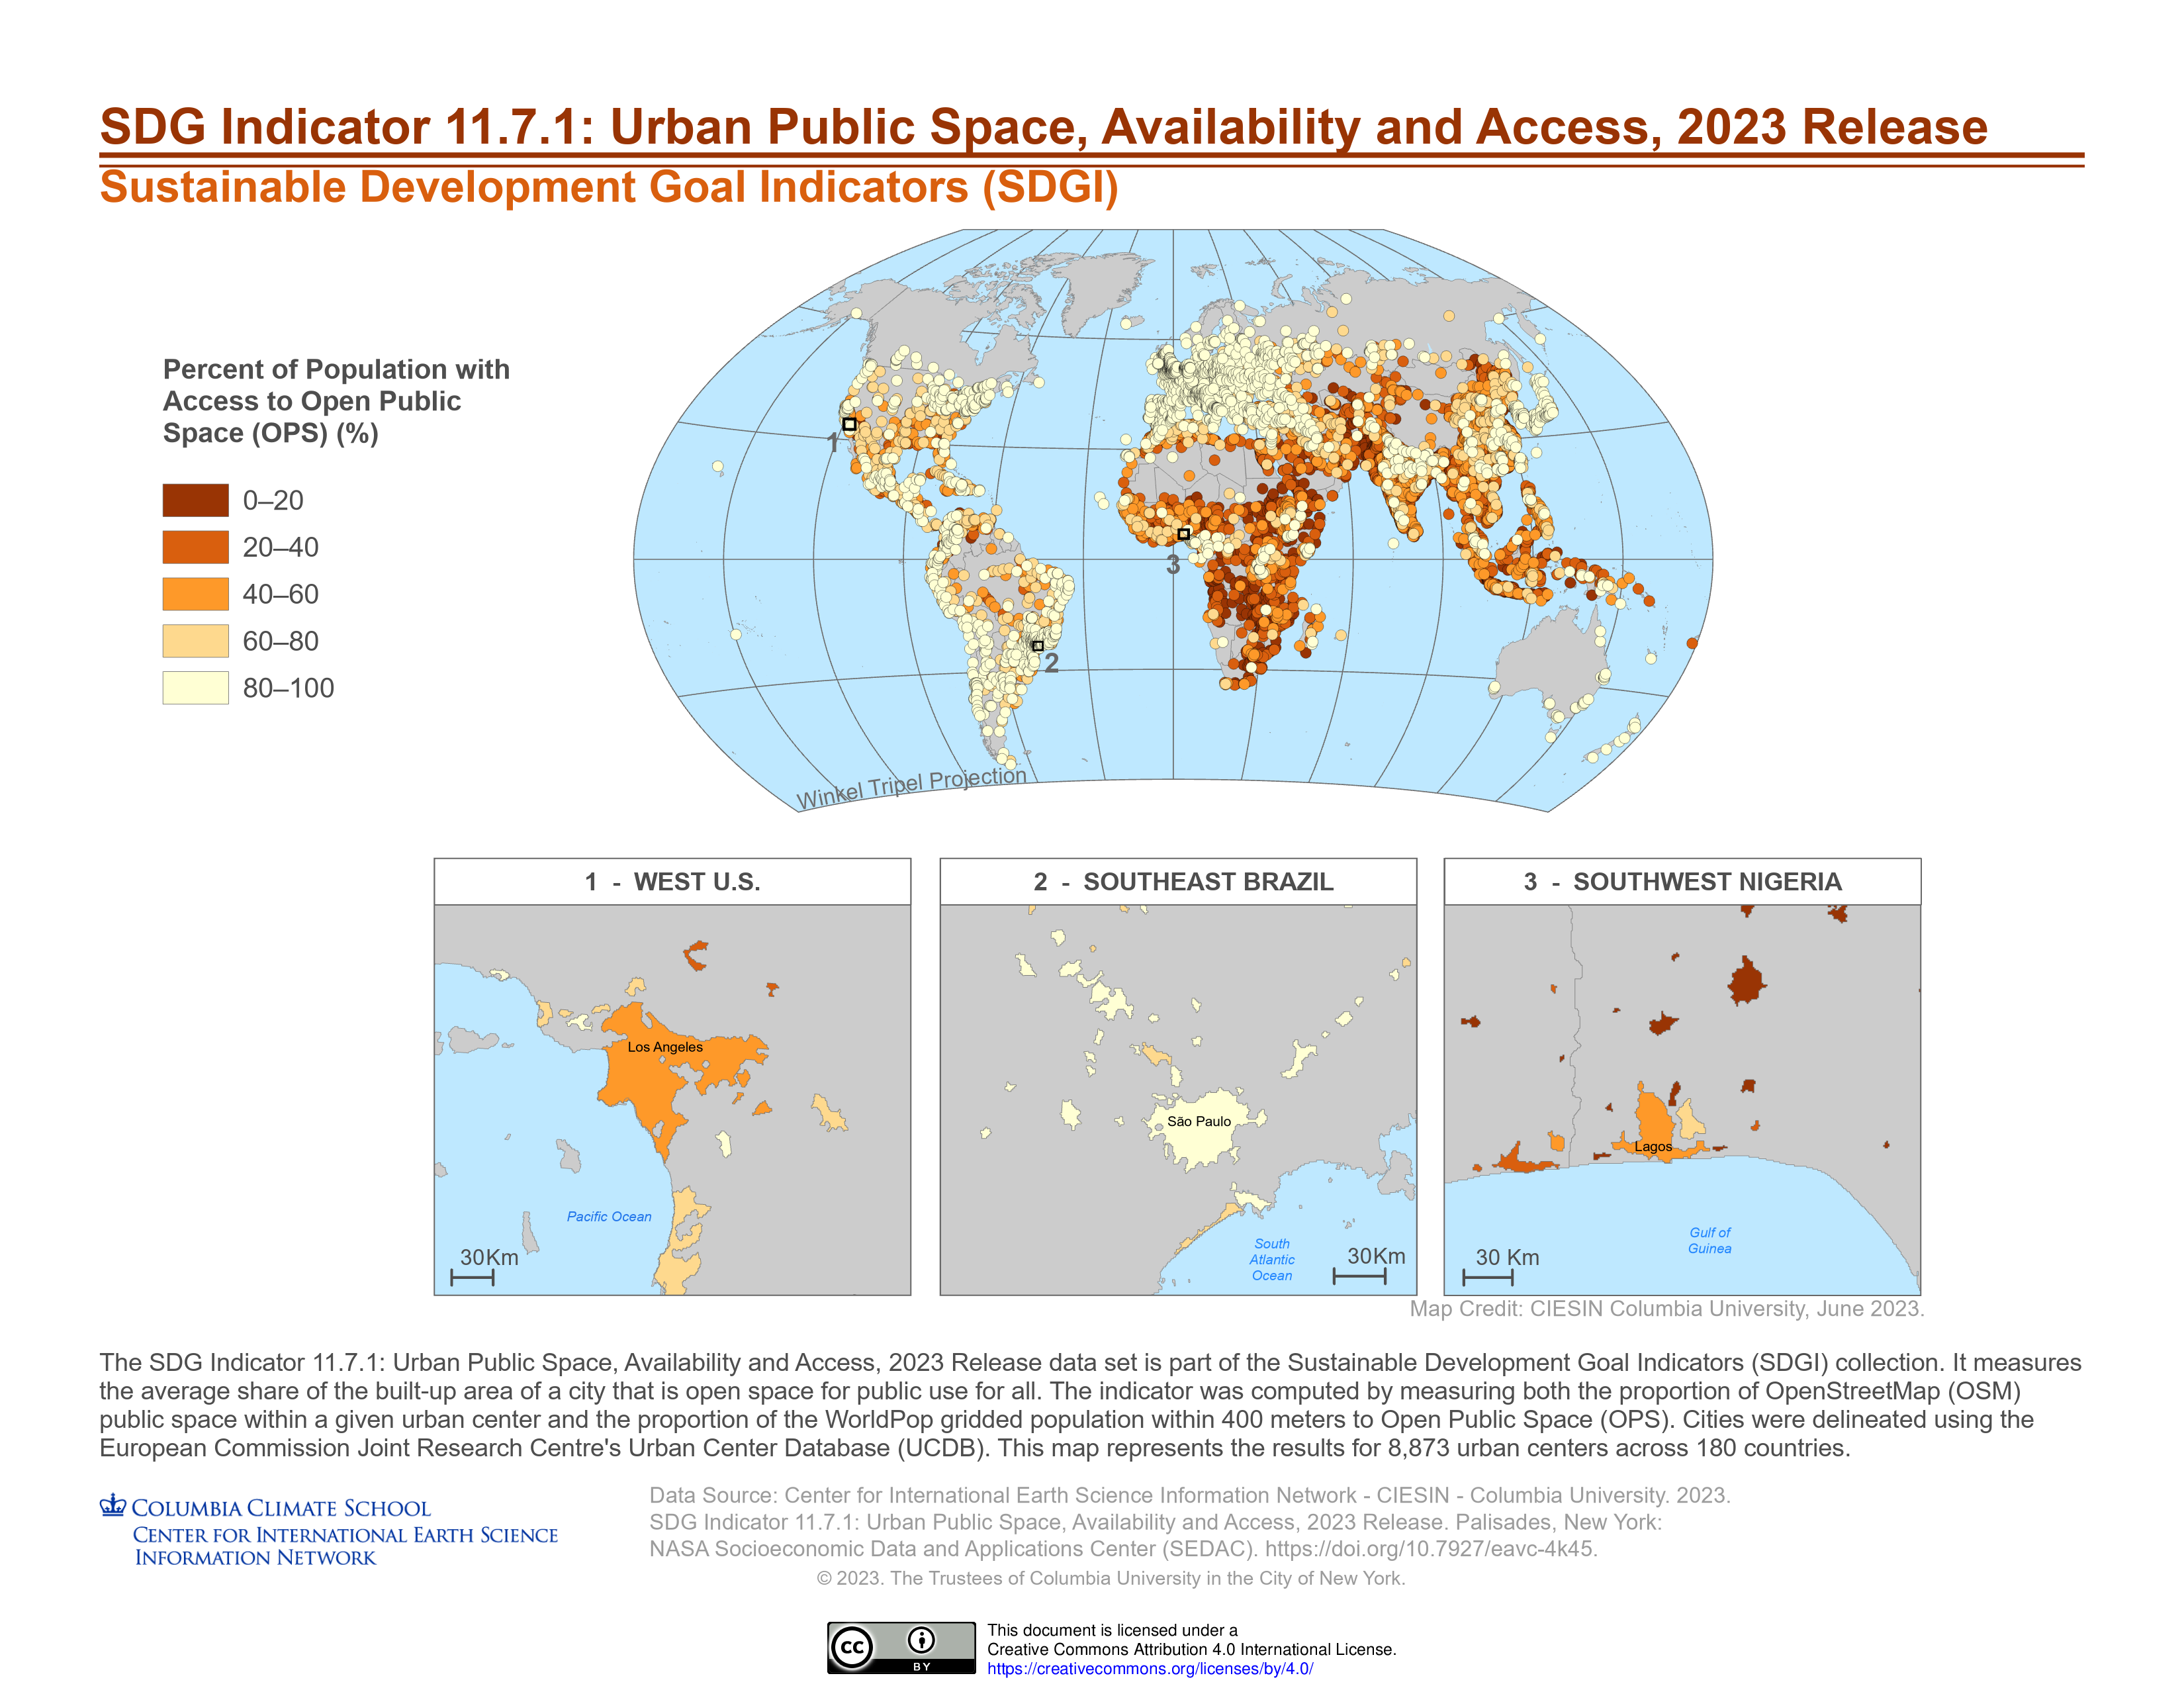 SDG Indicator 11.7.1: Urban Public Space, Availability and Access, 2023 Release
Sustainable Development Goal Indicators (SDGI)
Percent of Population with
Access to Open Public
Space (OPS) (%)
0–20
20–40
40–60
60–80
80–100
1
2
3
Winkel Tripel Projection
1 - WEST U.S.
Los Angeles
Pacific Ocean
30Km
2 - SOUTHEAST BRAZIL
São Paulo
South
Atlantic
Ocean
30Km
3 - SOUTHWEST NIGERIA
Lagos
Gulf of
Guinea
30 Km
Map Credit: CIESIN Columbia University, June 2023.
The SDG Indicator 11.7.1: Urban Public Space, Availability and Access, 2023 Release data set is part of the Sustainable Development Goal Indicators (SDGI) collection. It measures
the average share of the built-up area of a city that is open space for public use for all. The indicator was computed by measuring both the proportion of OpenStreetMap (OSM)
public space within a given urban center and the proportion of the WorldPop gridded population within 400 meters to Open Public Space (OPS). Cities were delineated using the
European Commission Joint Research Centre's Urban Center Database (UCDB). This map represents the results for 8,873 urban centers across 180 countries.
COLUMBIA CLIMATE SCHOOL
CENTER FOR INTERNATIONAL EARTH SCIENCE
INFORMATION NETWORK
Data Source: Center for International Earth Science Information Network - CIESIN - Columbia University. 2023.
SDG Indicator 11.7.1: Urban Public Space, Availability and Access, 2023 Release. Palisades, New York:
NASA Socioeconomic Data and Applications Center (SEDAC). https://doi.org/10.7927/eavc-4k45.
© 2023. The Trustees of Columbia University in the City of New York.
cc
BY
This document is licensed under a
Creative Commons Attribution 4.0 International License.
https://creativecommons.org/licenses/by/4.0/